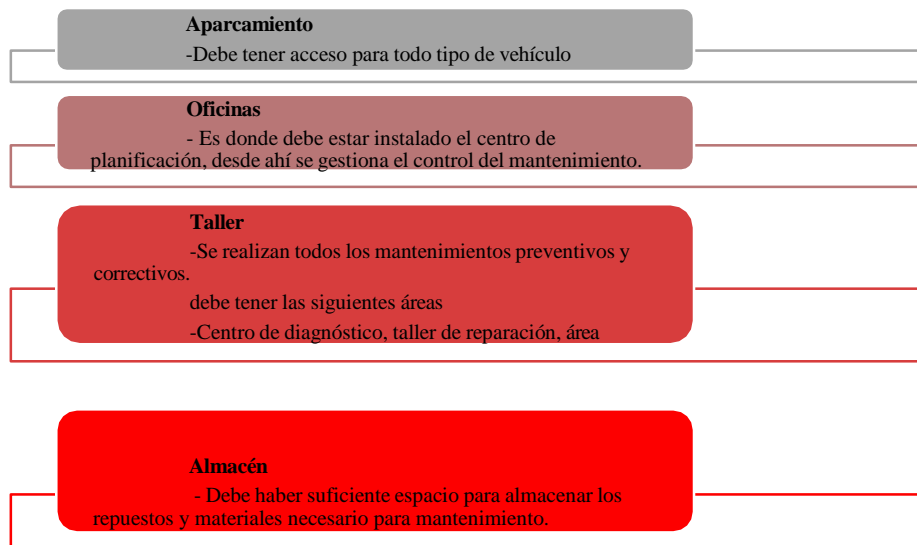 Aparcamiento
-Debe tener acceso para todo tipo de vehículo
Oficinas
- Es donde debe estar instalado el centro de
planificación, desde ahí se gestiona el control del mantenimiento.
Taller
-Se realizan todos los mantenimientos preventivos y
correctivos.
debe tener las siguientes áreas
-Centro de diagnóstico, taller de reparación, área
Almacén
- Debe haber suficiente espacio para almacenar los
repuestos y materiales necesario para mantenimiento.